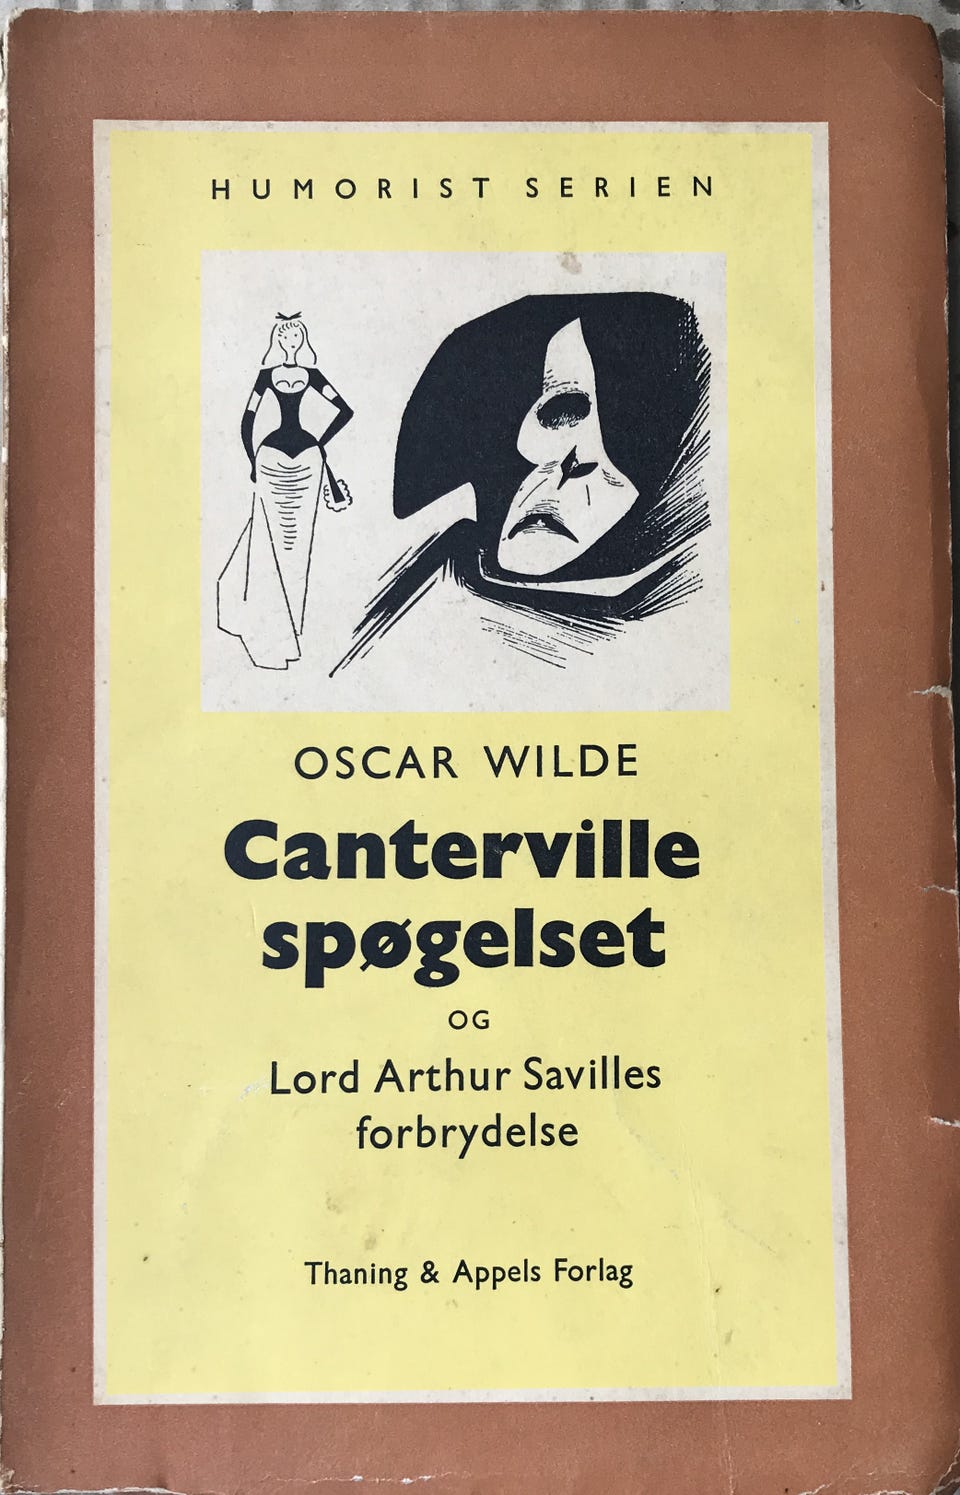 HUMORIST SERIEN
OSCAR WILDE
Canterville
spøgelset
OG
Lord Arthur Savilles
forbrydelse
Thaning & Appels Forlag